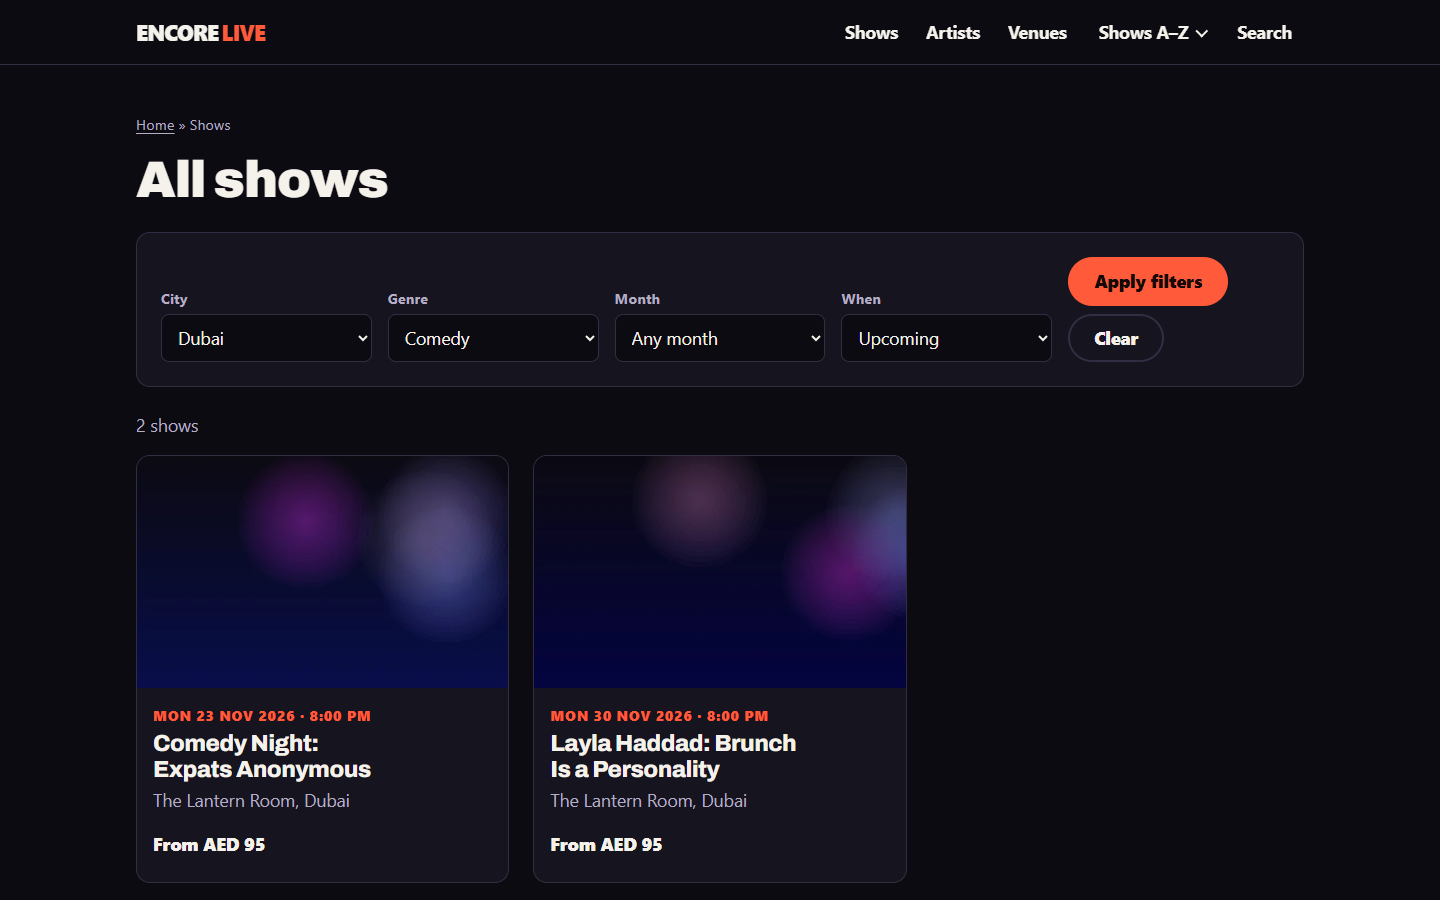 ENCORE LIVE
Shows
Artists
Venues
Shows A–Z
Search
Home » Shows
All shows
City
Dubai
Genre
Comedy
Month
Any month
When
Upcoming
Apply filters
Clear
2 shows
MON 23 NOV 2026 · 8:00 PM
Comedy Night:
Expats Anonymous
The Lantern Room, Dubai
From AED 95
MON 30 NOV 2026 · 8:00 PM
Layla Haddad: Brunch
Is a Personality
The Lantern Room, Dubai
From AED 95